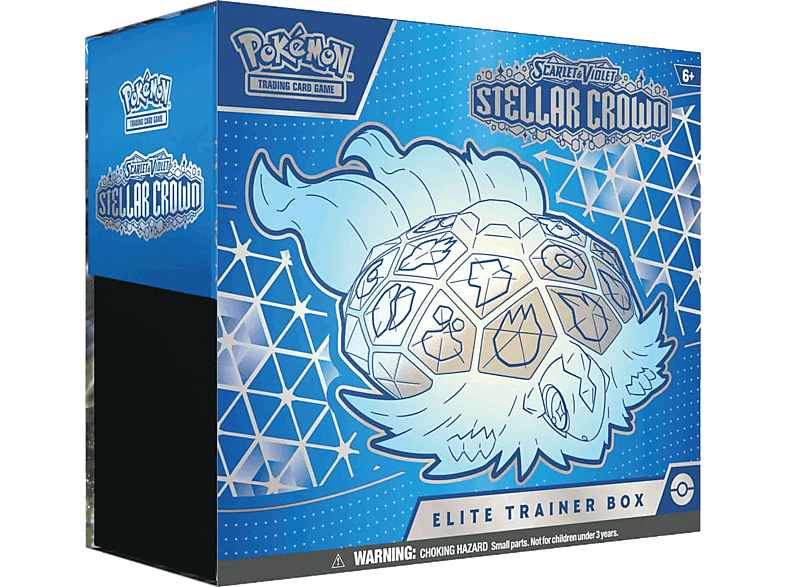 POKÉMON
TRADING CARD GAME
SCARLET & VIOLET
STELLAR CROWN
POKÉMON
TRADING CARD GAME
SCARLET & VIOLET
STELLAR CROWN
6+
ELITE TRAINER BOX
WARNING: CHOKING HAZARD Small parts. Not for children under 3 years.